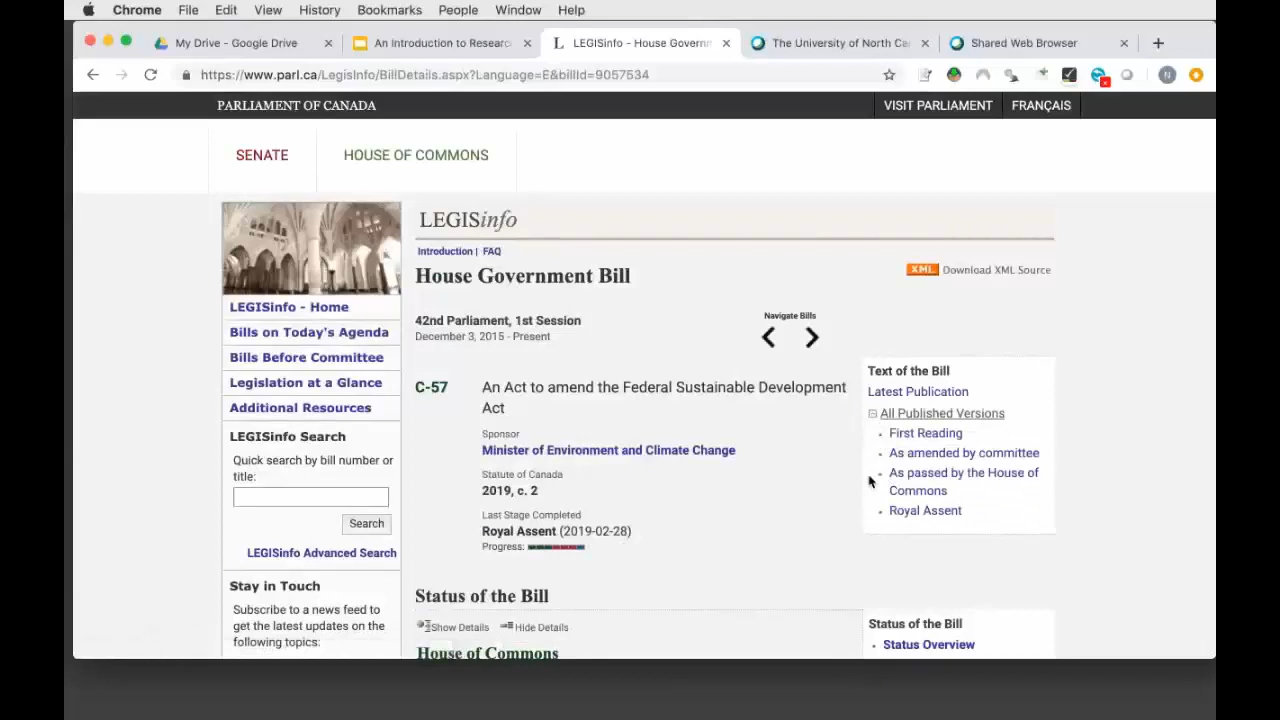 Chrome File Edit View History Bookmarks People Window Help
My Drive - Google Drive
An Introduction to Researc
LEGISinfo - House Governm
The University of North Ca
Shared Web Browser
https://www.parl.ca/LegisInfo/BillDetails.aspx?Language=E&billId=9057534
N
PARLIAMENT OF CANADA
VISIT PARLIAMENT
FRANÇAIS
SENATE
HOUSE OF COMMONS
LEGISinfo - Home
Bills on Today's Agenda
Bills Before Committee
Legislation at a Glance
Additional Resources
LEGISinfo Search
Quick search by bill number or
title:
Search
LEGISinfo Advanced Search
Stay in Touch
Subscribe to a news feed to
get the latest updates on the
following topics:
LEGISinfo
Introduction | FAQ
House Government Bill
XML Download XML Source
42nd Parliament, 1st Session
December 3, 2015 - Present
Navigate Bills
C-57
An Act to amend the Federal Sustainable Development
Act
Sponsor
Minister of Environment and Climate Change
Statute of Canada
2019, c. 2
Last Stage Completed
Royal Assent (2019-02-28)
Progress:
Text of the Bill
Latest Publication
All Published Versions
First Reading
As amended by committee
As passed by the House of
Commons
Royal Assent
Status of the Bill
Show Details Hide Details
House of Commons
Status of the Bill
Status Overview